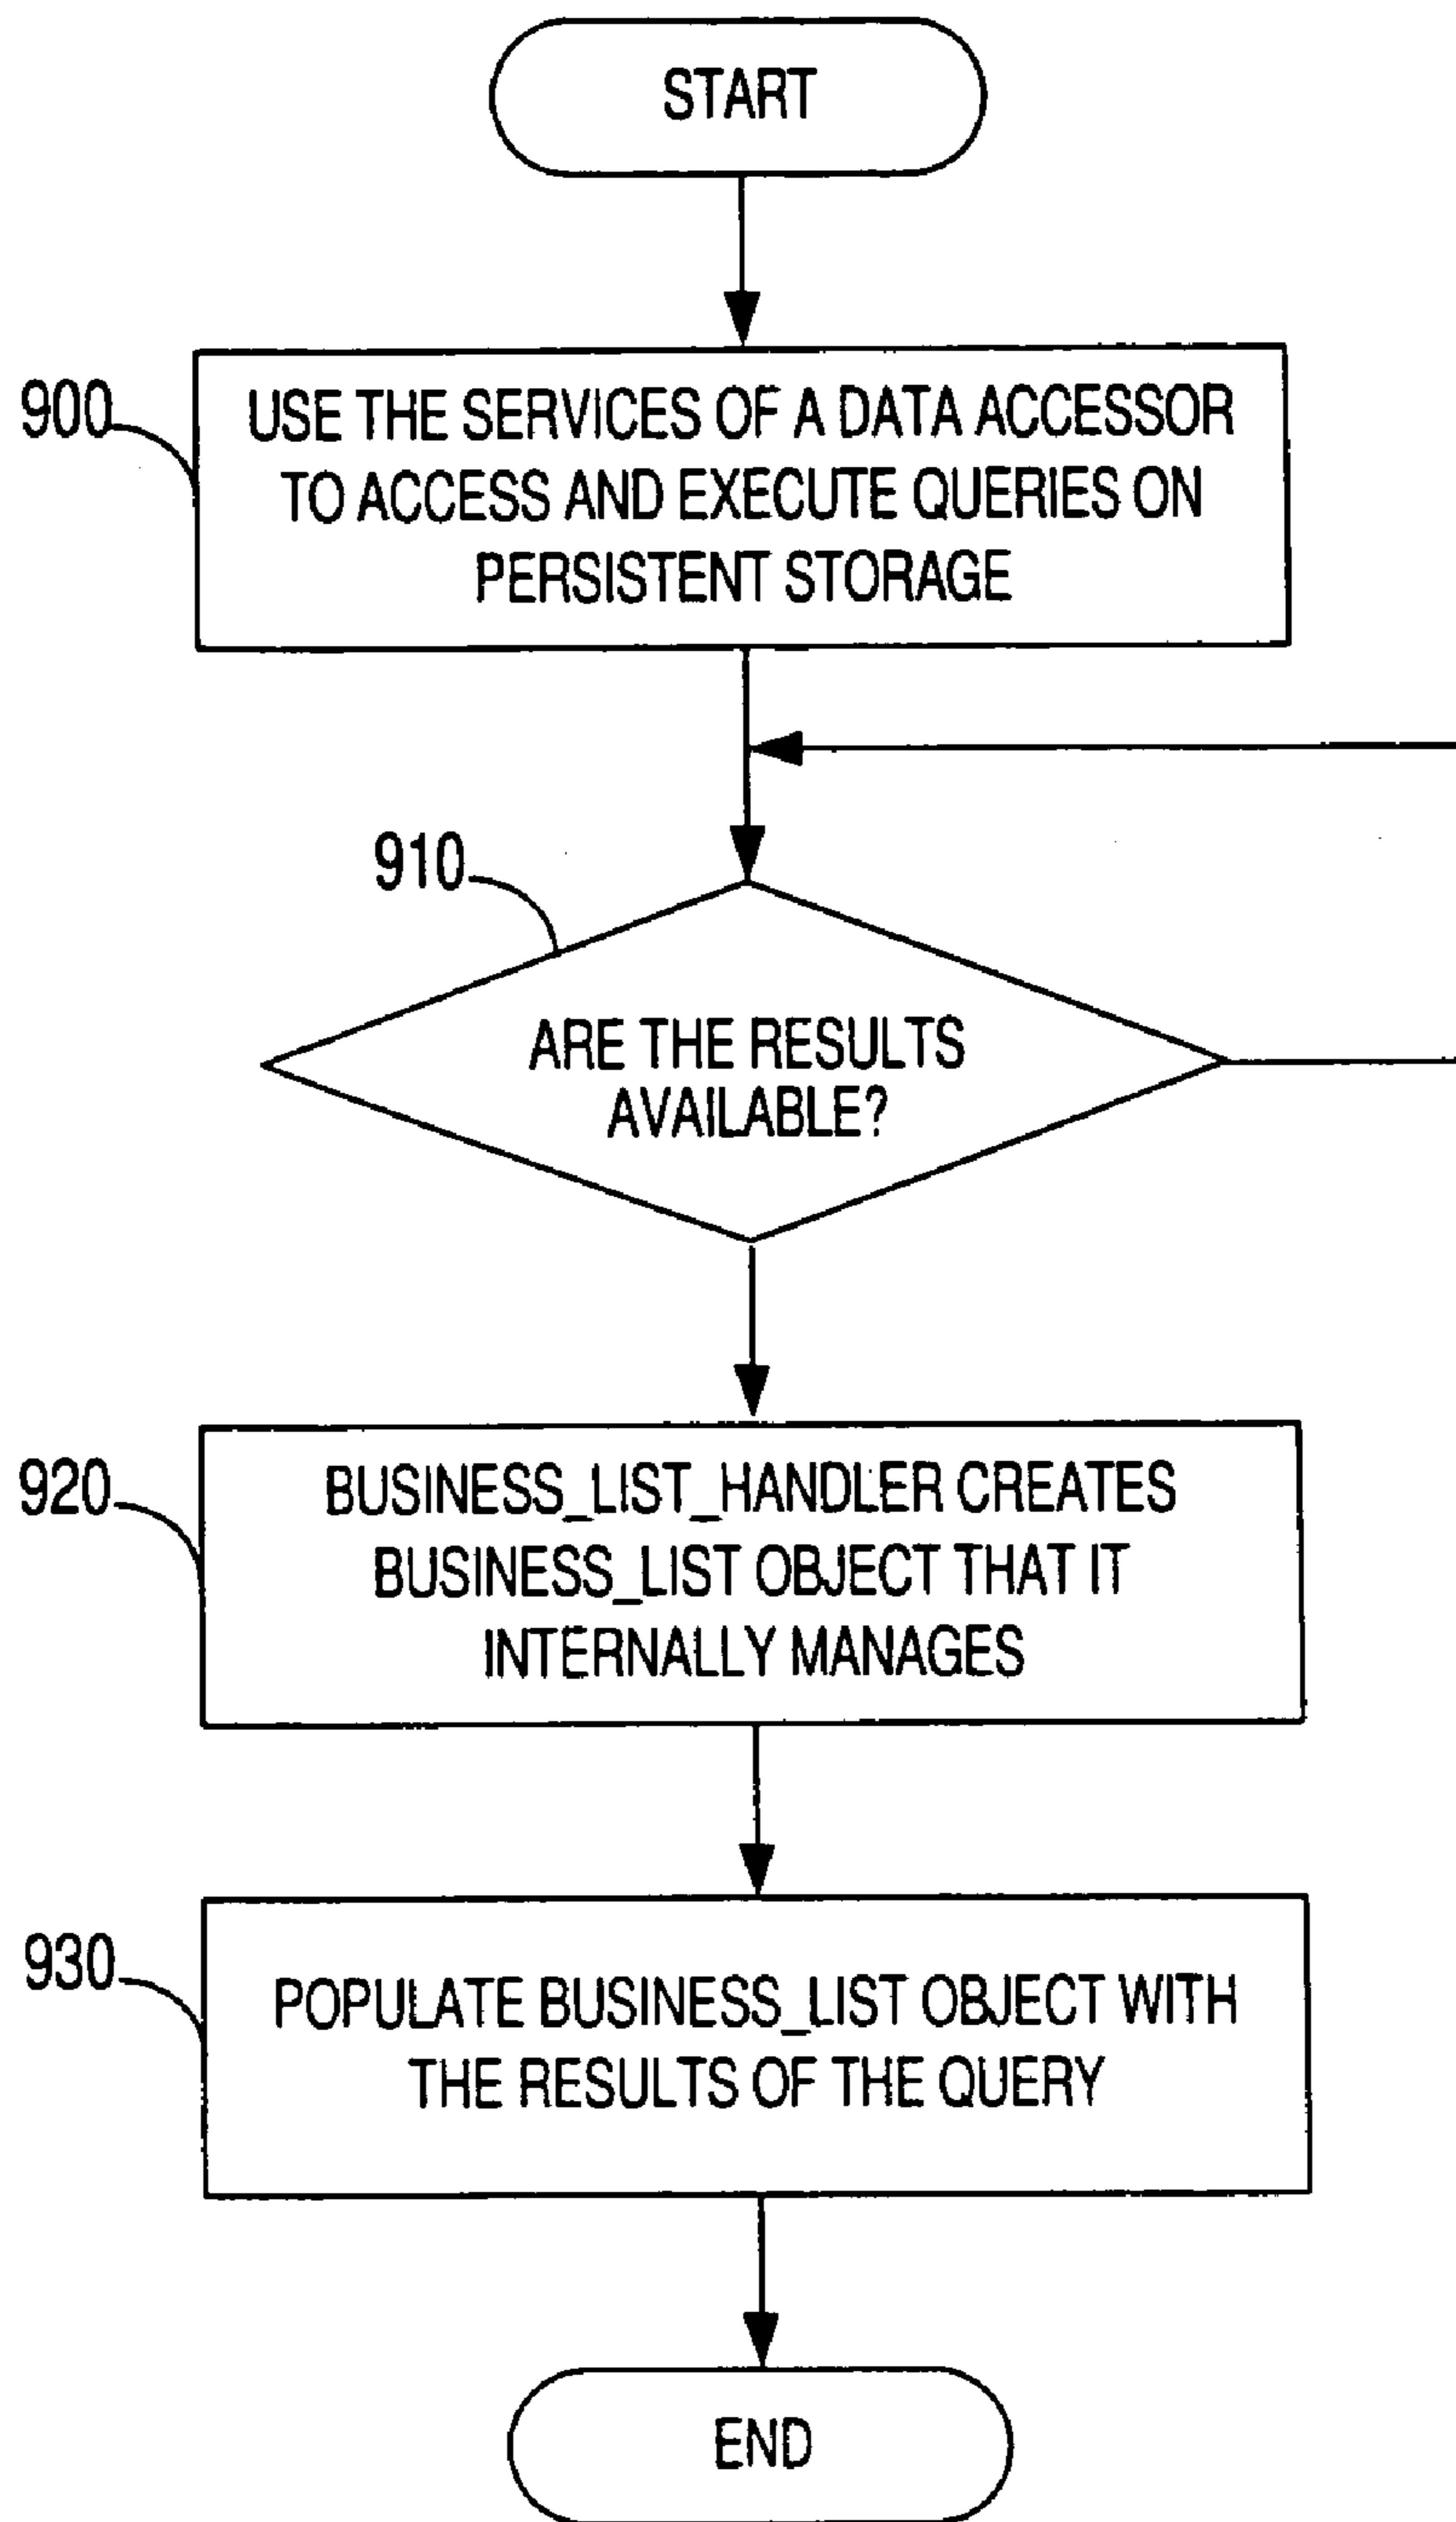 START
900
USE THE SERVICES OF A DATA ACCESSOR
TO ACCESS AND EXECUTE QUERIES ON
PERSISTENT STORAGE
910
ARE THE RESULTS
AVAILABLE?
920
BUSINESS_LIST_HANDLER CREATES
BUSINESS_LIST OBJECT THAT IT
INTERNALLY MANAGES
930
POPULATE BUSINESS_LIST OBJECT WITH
THE RESULTS OF THE QUERY
END